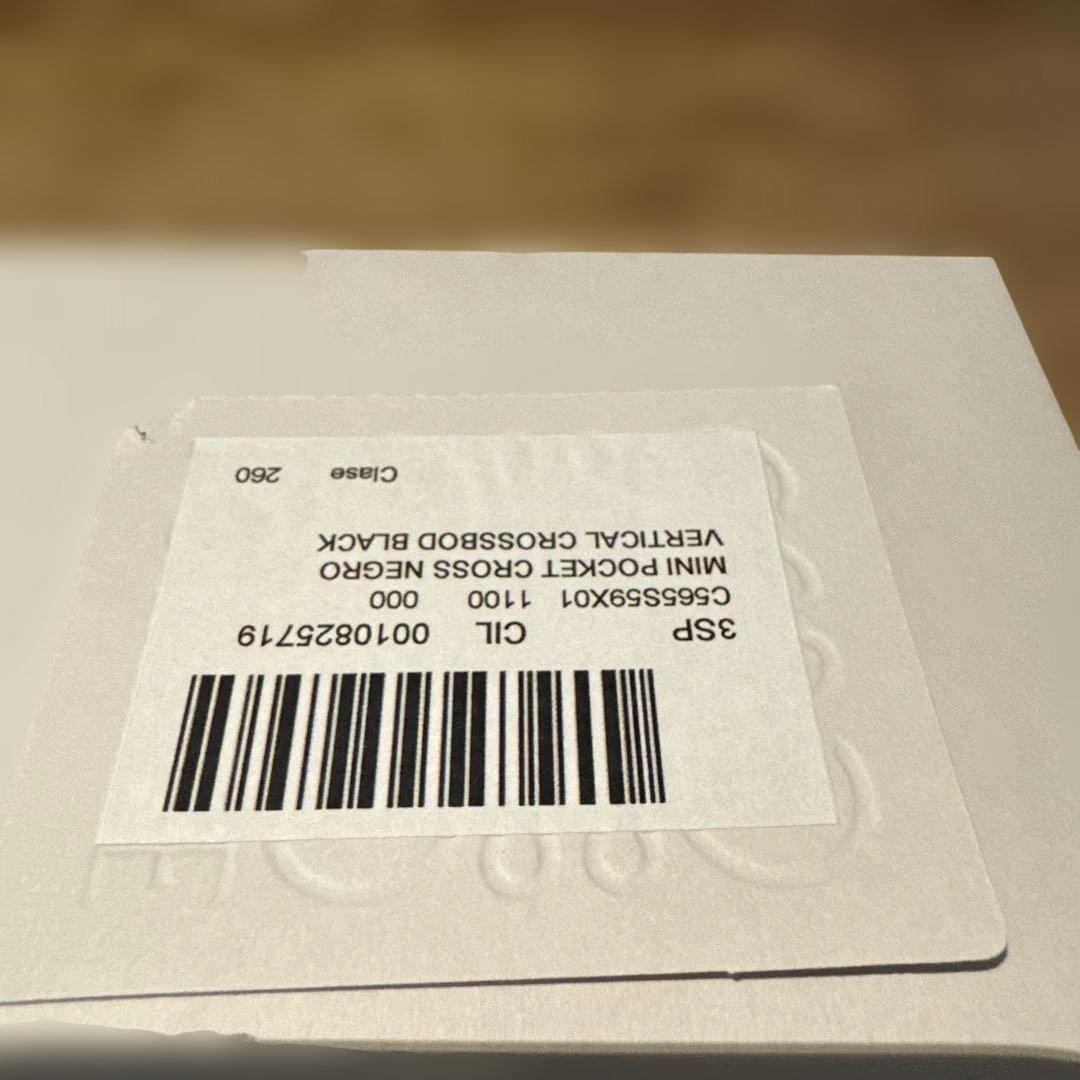 3SP CIL 0010825719
C565S59X01 1100 000
MINI POCKET CROSS NEGRO
VERTICAL CROSSBOD BLACK
Clase 260